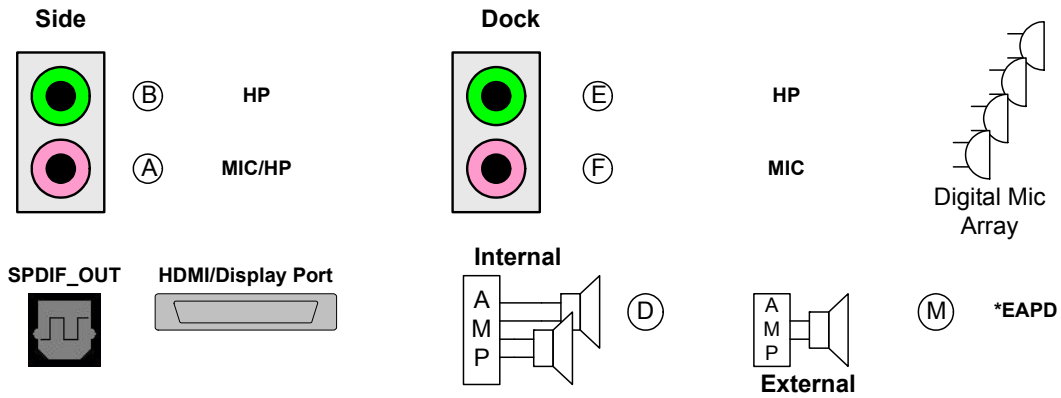 Side
Dock
B
HP
E
HP
A
MIC/HP
F
MIC
Digital Mic
Array
SPDIF_OUT
HDMI/Display Port
Internal
A
M
P
D
A
M
P
External
M
*EAPD